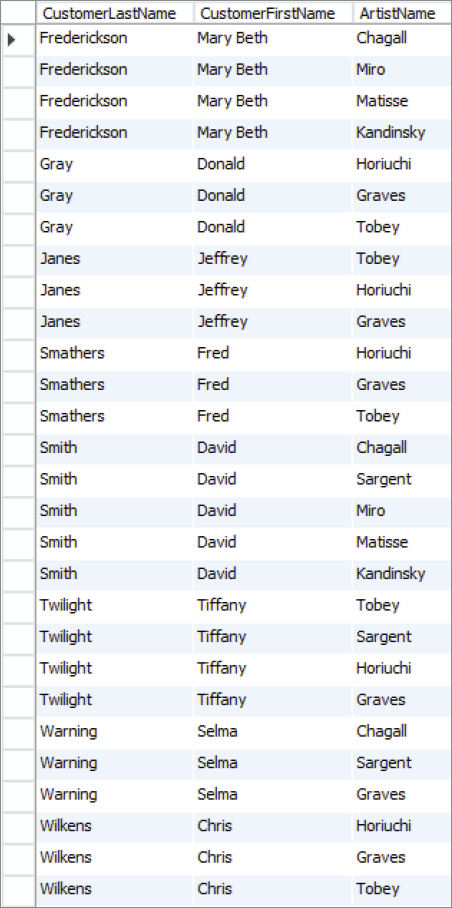 CustomerLastName CustomerFirstName ArtistName
Frederickson Mary Beth Chagall
Frederickson Mary Beth Miro
Frederickson Mary Beth Matisse
Frederickson Mary Beth Kandinsky
Gray Donald Horiuchi
Gray Donald Graves
Gray Donald Tobey
Janes Jeffrey Tobey
Janes Jeffrey Horiuchi
Janes Jeffrey Graves
Smathers Fred Horiuchi
Smathers Fred Graves
Smathers Fred Tobey
Smith David Chagall
Smith David Sargent
Smith David Miro
Smith David Matisse
Smith David Kandinsky
Twilight Tiffany Tobey
Twilight Tiffany Sargent
Twilight Tiffany Horiuchi
Twilight Tiffany Graves
Warning Selma Chagall
Warning Selma Sargent
Warning Selma Graves
Wilkens Chris Horiuchi
Wilkens Chris Graves
Wilkens Chris Tobey